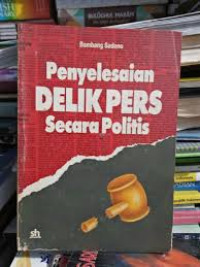 Bambang Sadono
Penyelesaian
DELIK PERS
Secara Politis
sh